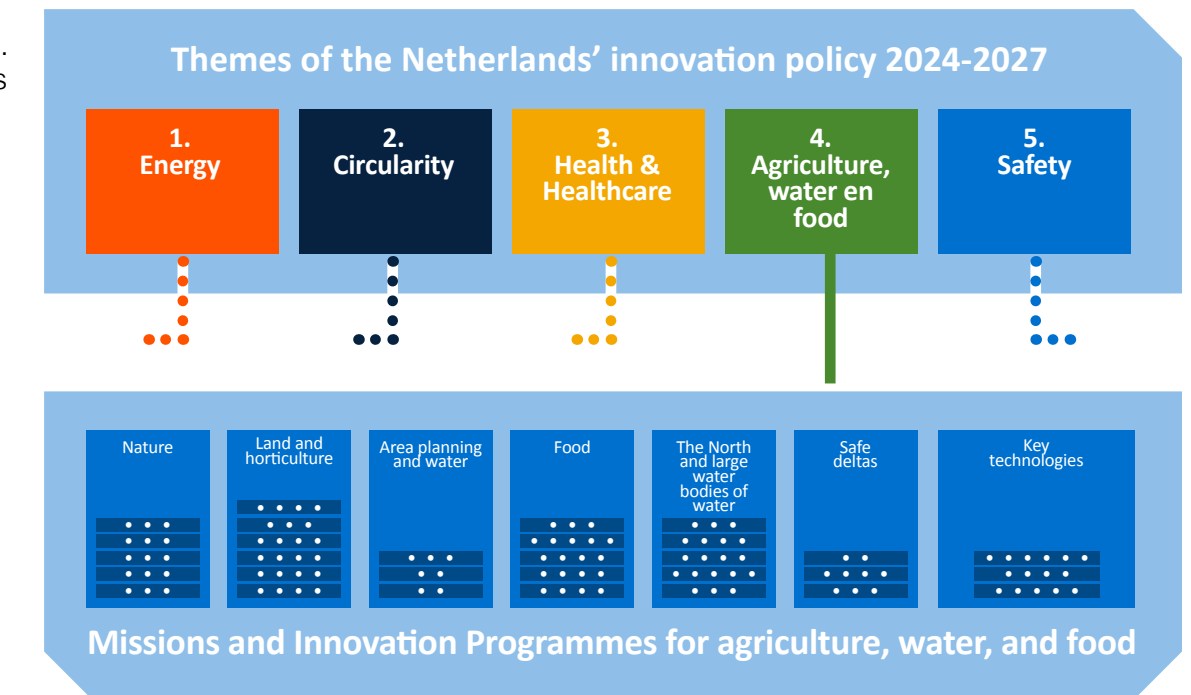 .
s
Themes of the Netherlands’ innovation policy 2024-2027
1.
Energy
2.
Circularity
3.
Health &
Healthcare
4.
Agriculture,
water en
food
5.
Safety
Nature
Land and
horticulture
Area planning
and water
Food
The North
and large
water
bodies of
water
Safe
deltas
Key
technologies
Missions and Innovation Programmes for agriculture, water, and food